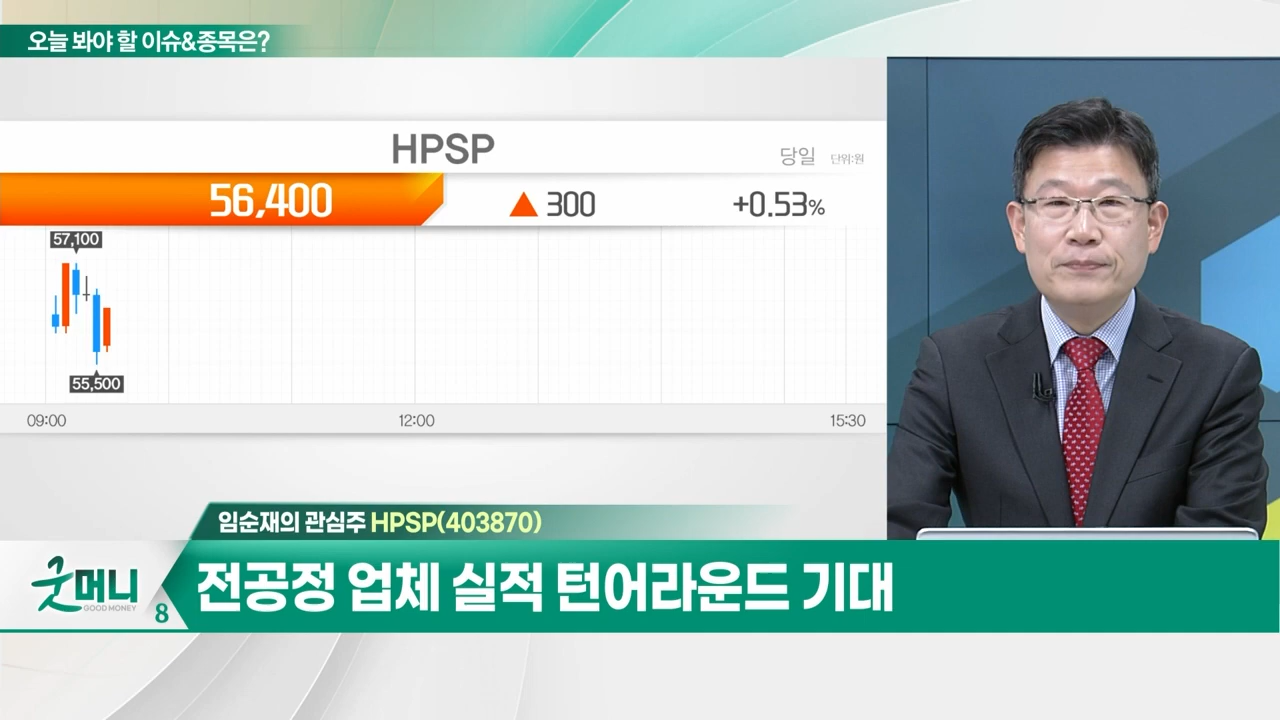 오늘 봐야 할 이슈&종목은?
HPSP
당일 단위:원
56,400 ▲ 300 +0.53%
57,100
55,500
09:00 12:00 15:30
임순재의 관심주 HPSP(403870)
굿머니
GOOD MONEY
8
전공정 업체 실적 턴어라운드 기대